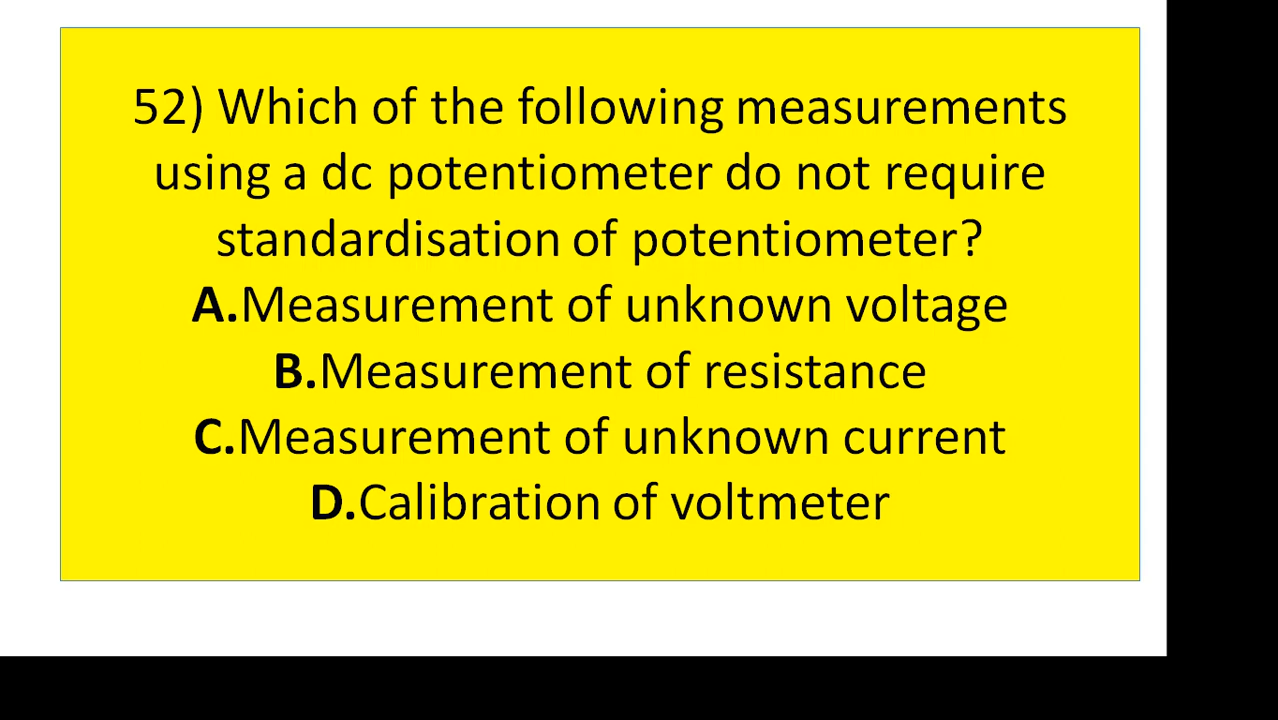 52) Which of the following measurements
using a dc potentiometer do not require
standardisation of potentiometer?
A.Measurement of unknown voltage
B.Measurement of resistance
C.Measurement of unknown current
D.Calibration of voltmeter